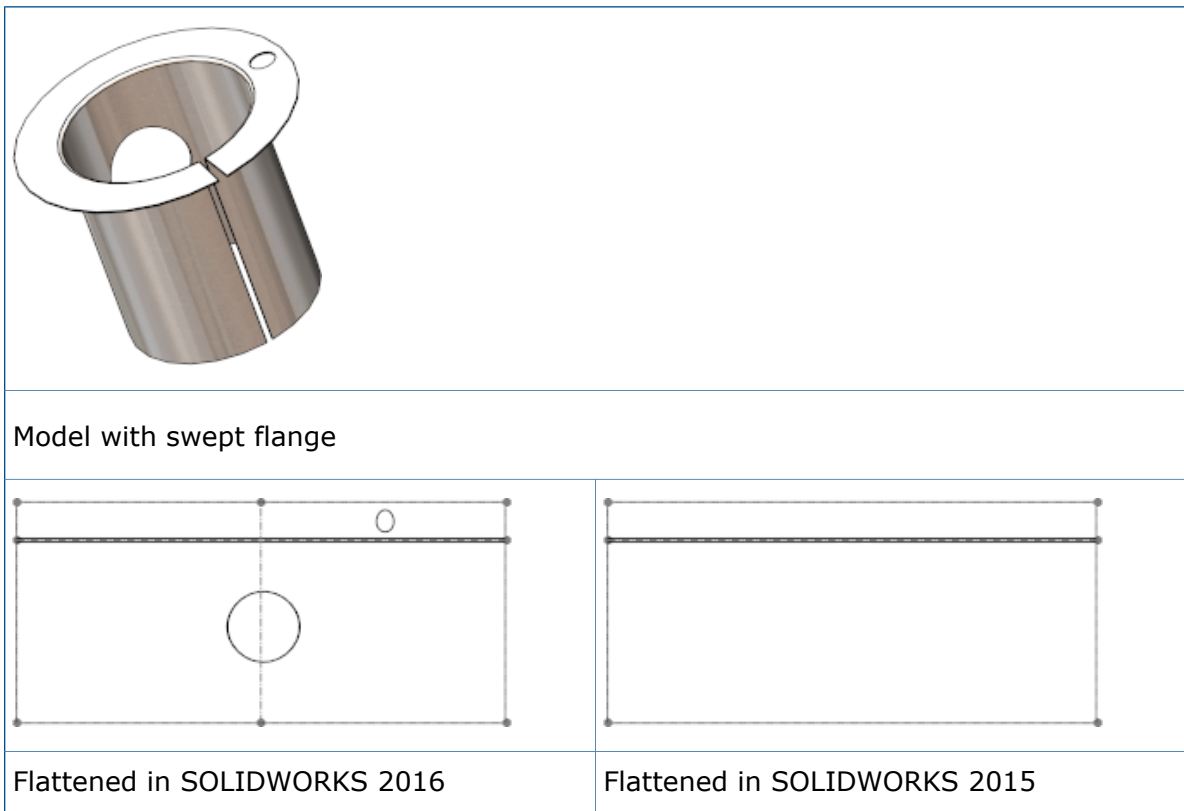 Model with swept flange
Flattened in SOLIDWORKS 2016
Flattened in SOLIDWORKS 2015